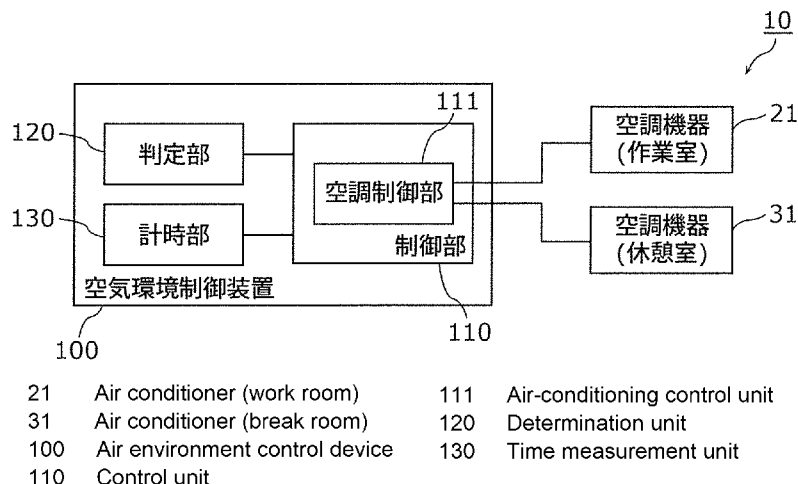 10
111
120
判定部
空調制御部
空調機器
(作業室)
21
130
計時部
制御部
空調機器
(休憩室)
31
空気環境制御装置
100
110
21 Air conditioner (work room)
31 Air conditioner (break room)
100 Air environment control device
110 Control unit
111 Air-conditioning control unit
120 Determination unit
130 Time measurement unit